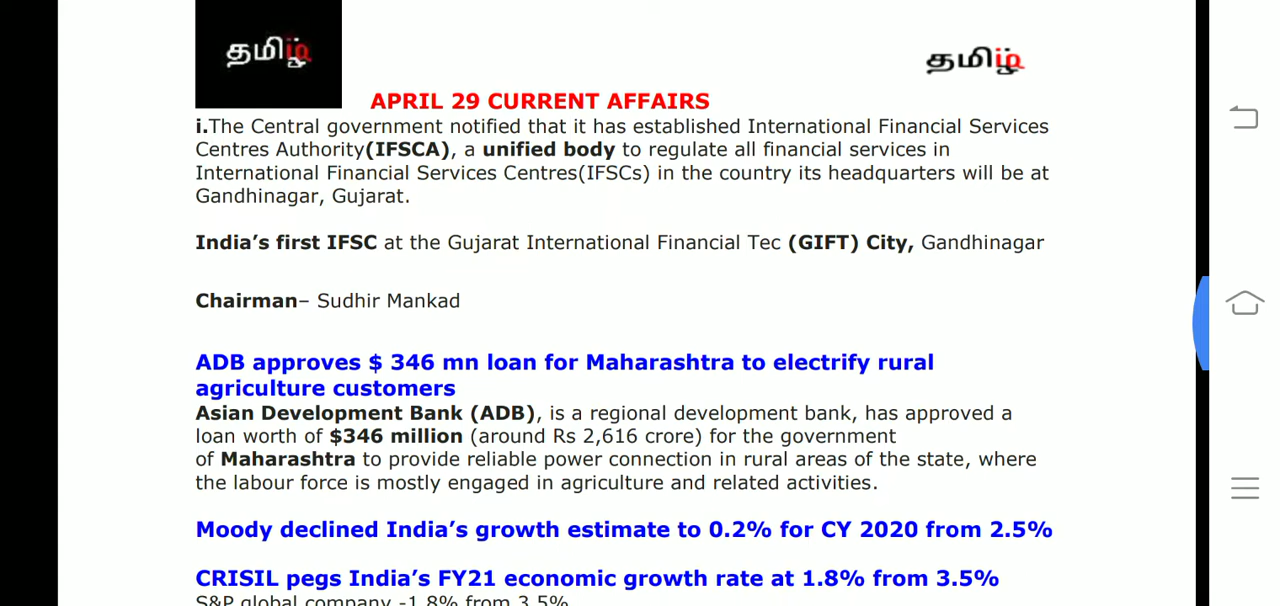 தமிழ்
தமிழ்
APRIL 29 CURRENT AFFAIRS
i.The Central government notified that it has established International Financial Services
Centres Authority(IFSCA), a unified body to regulate all financial services in
International Financial Services Centres(IFSCs) in the country its headquarters will be at
Gandhinagar, Gujarat.
India’s first IFSC at the Gujarat International Financial Tec (GIFT) City, Gandhinagar
Chairman– Sudhir Mankad
ADB approves $ 346 mn loan for Maharashtra to electrify rural
agriculture customers
Asian Development Bank (ADB), is a regional development bank, has approved a
loan worth of $346 million (around Rs 2,616 crore) for the government
of Maharashtra to provide reliable power connection in rural areas of the state, where
the labour force is mostly engaged in agriculture and related activities.
Moody declined India’s growth estimate to 0.2% for CY 2020 from 2.5%
CRISIL pegs India’s FY21 economic growth rate at 1.8% from 3.5%
S&P global company -1.8% from 3.5%